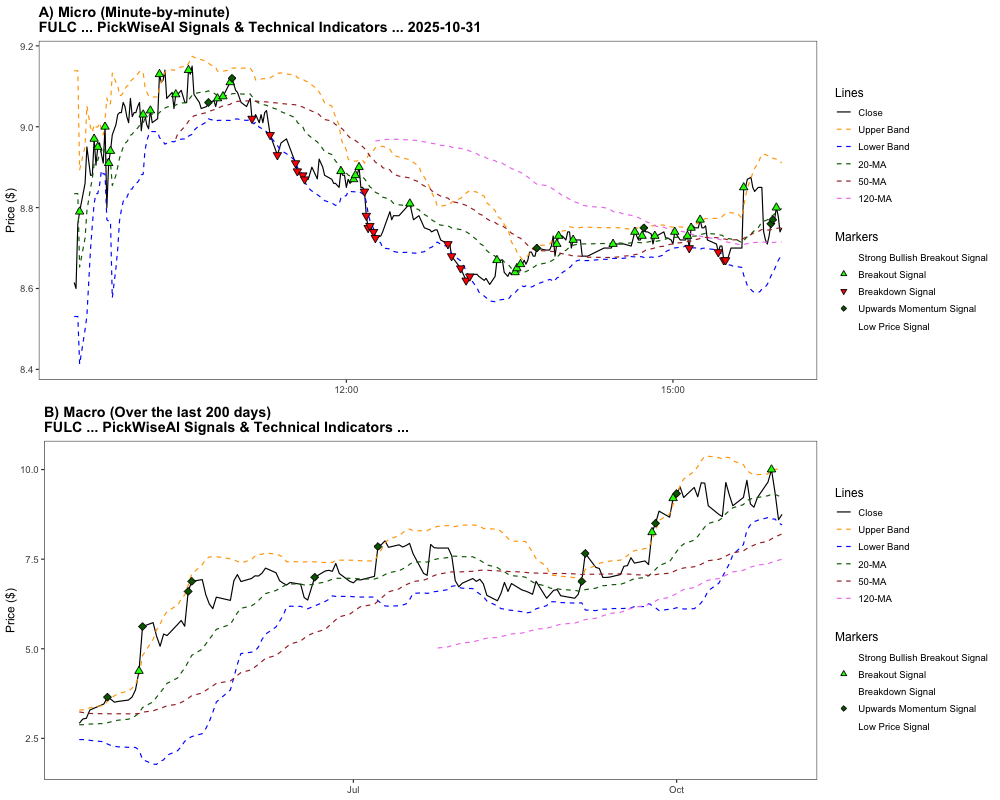 A) Micro (Minute-by-minute)
FULC ... PickWiseAI Signals & Technical Indicators ... 2025-10-31
Price ($)
9.2
9.0
8.8
8.6
8.4
12:00
15:00
Lines
Close
Upper Band
Lower Band
20-MA
50-MA
120-MA
Markers
Strong Bullish Breakout Signal
Breakout Signal
Breakdown Signal
Upwards Momentum Signal
Low Price Signal
B) Macro (Over the last 200 days)
FULC ... PickWiseAI Signals & Technical Indicators ...
Price ($)
10.0
7.5
5.0
2.5
Jul
Oct
Lines
Close
Upper Band
Lower Band
20-MA
50-MA
120-MA
Markers
Strong Bullish Breakout Signal
Breakout Signal
Breakdown Signal
Upwards Momentum Signal
Low Price Signal